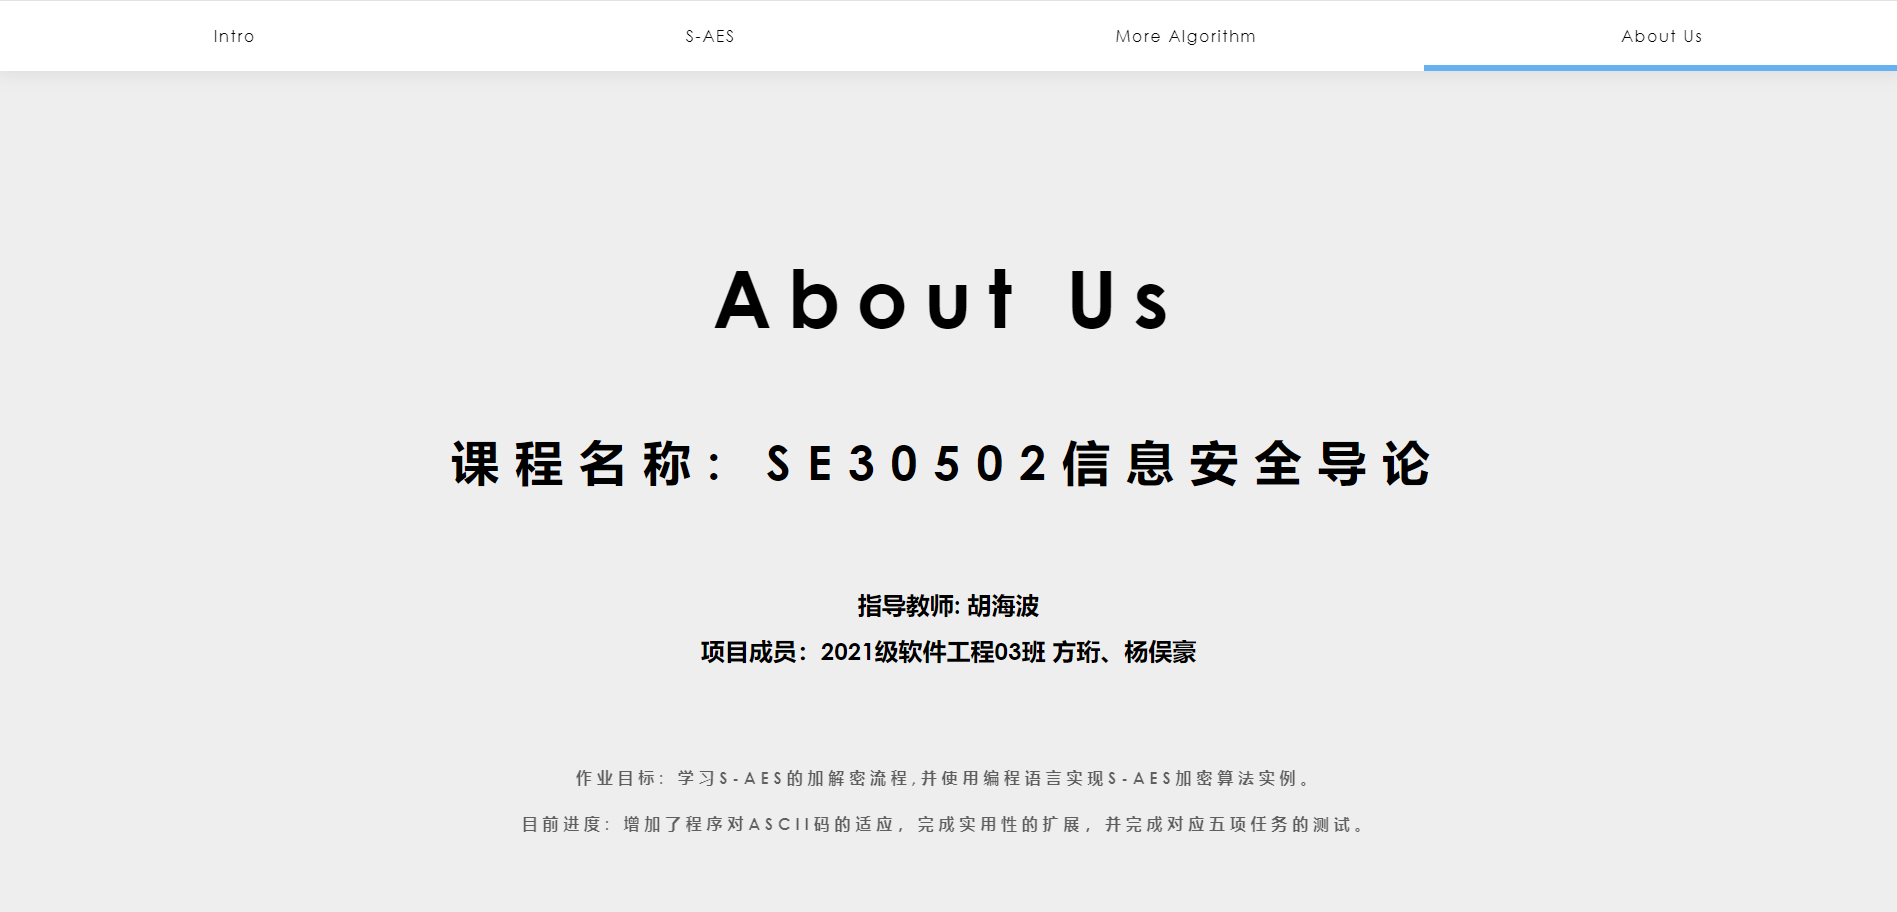 Intro
S-AES
More Algorithm
About Us
About Us
课程名称：SE30502信息安全导论
指导教师: 胡海波
项目成员：2021级软件工程03班 方珩、杨俣豪
作业目标：学习S-AES的加解密流程,并使用编程语言实现S-AES加密算法实例。
目前进度：增加了程序对ASCII码的适应，完成实用性的扩展，并完成对应五项任务的测试。